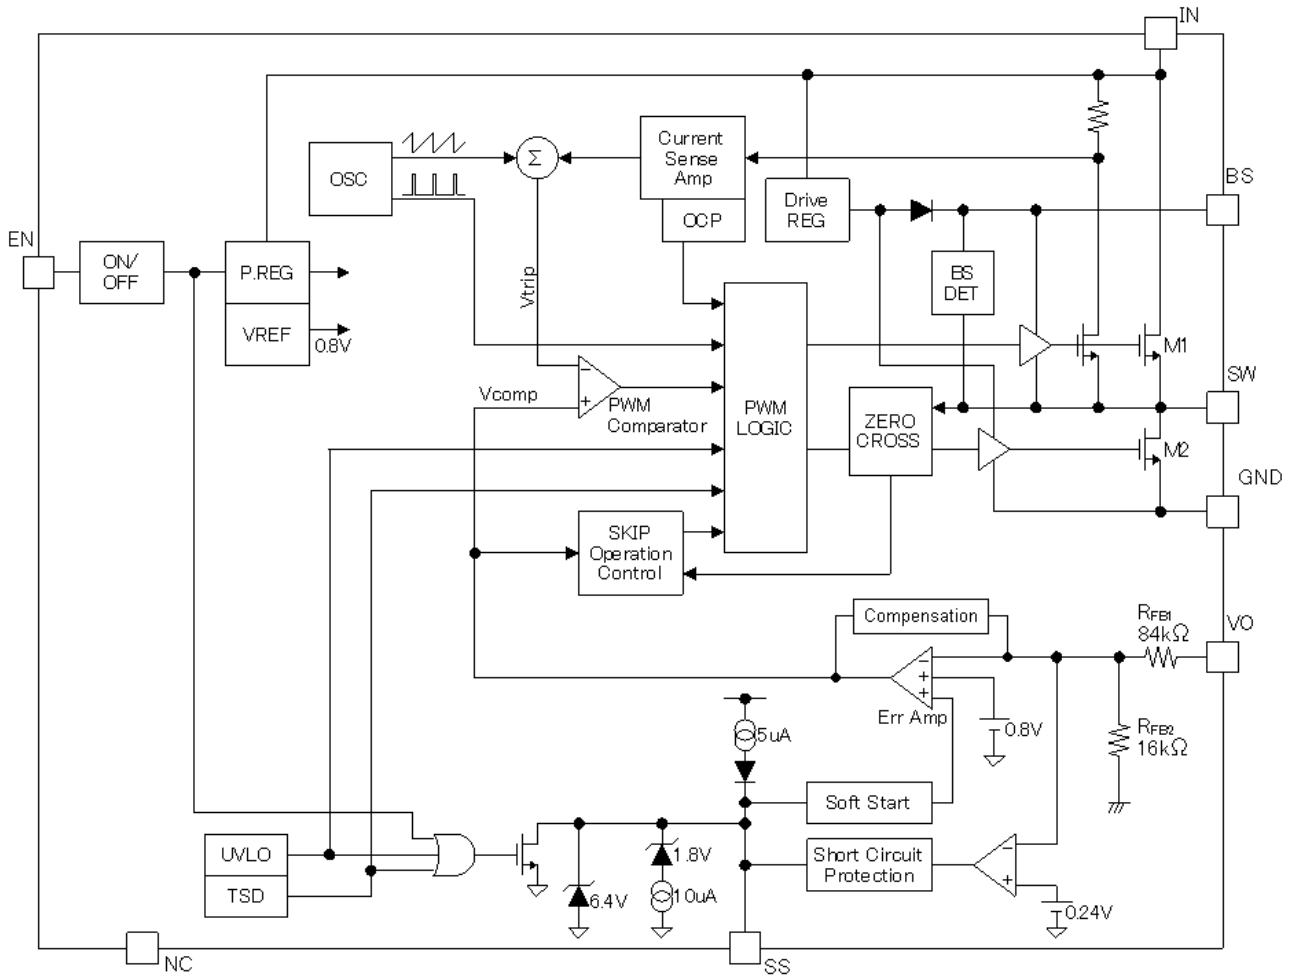 IN
Current
Sense
Amp
Σ
OSC
OCP
Drive
REG
BS
EN
ON/
OFF
P.REG
VREF
0.8V
Vtrip
BS
DET
M1
SW
Vcomp
PWM
Comparator
PWM
LOGIC
ZERO
CROSS
M2
GND
SKIP
Operation
Control
Compensation
RFB1
84kΩ
VO
Err Amp
0.8V
RFB2
16kΩ
5uA
Soft Start
UVLO
TSD
1.8V
10uA
6.4V
Short Circuit
Protection
0.24V
NC
SS